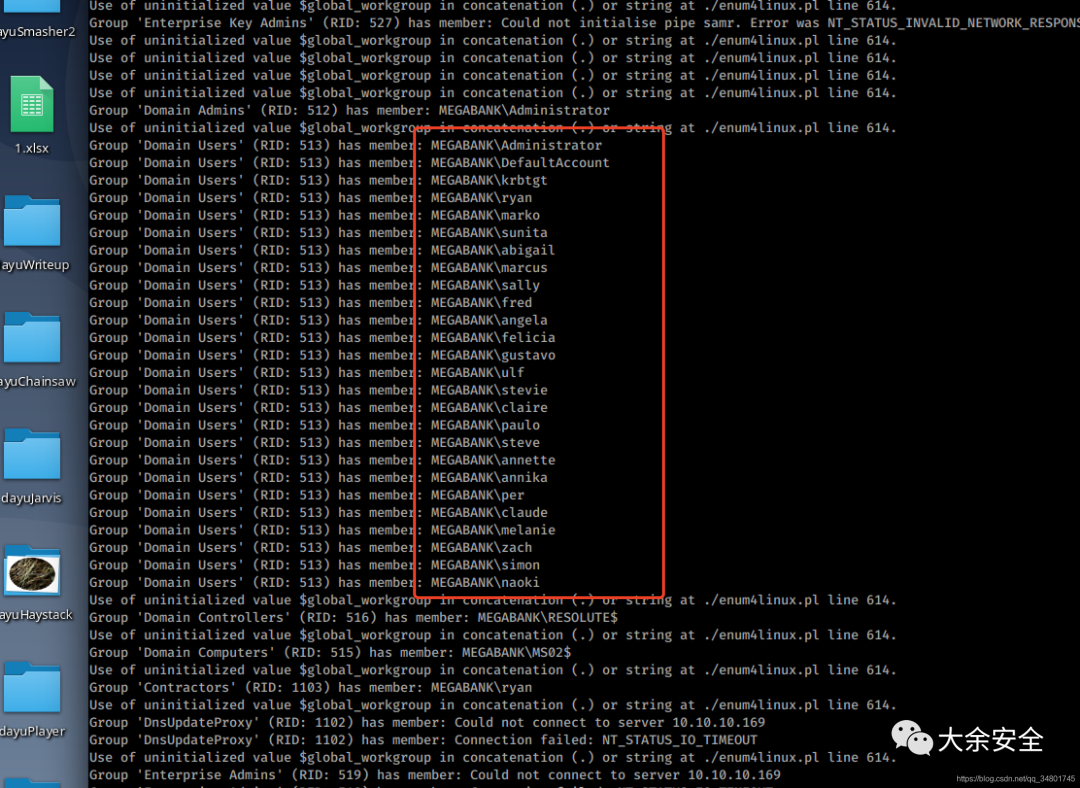 ayuSmasher2
1.xlsx
ayuWriteup
ayuChainsaw
dayuJarvis
ayuHaystack
dayuPlayer
Use of uninitialized value $global_workgroup in concatenation (.) or string at ./enum4linux.pl line 614.
Group 'Enterprise Key Admins' (RID: 527) has member: Could not initialise pipe samr. Error was NT_STATUS_INVALID_NETWORK_RESPONS
Use of uninitialized value $global_workgroup in concatenation (.) or string at ./enum4linux.pl line 614.
Use of uninitialized value $global_workgroup in concatenation (.) or string at ./enum4linux.pl line 614.
Use of uninitialized value $global_workgroup in concatenation (.) or string at ./enum4linux.pl line 614.
Use of uninitialized value $global_workgroup in concatenation (.) or string at ./enum4linux.pl line 614.
Group 'Domain Admins' (RID: 512) has member: MEGABANK\Administrator
Use of uninitialized value $global_workgroup in concatenation (.) or string at ./enum4linux.pl line 614.
Group 'Domain Users' (RID: 513) has member: MEGABANK\Administrator
Group 'Domain Users' (RID: 513) has member: MEGABANK\DefaultAccount
Group 'Domain Users' (RID: 513) has member: MEGABANK\krbtgt
Group 'Domain Users' (RID: 513) has member: MEGABANK\ryan
Group 'Domain Users' (RID: 513) has member: MEGABANK\marko
Group 'Domain Users' (RID: 513) has member: MEGABANK\sunita
Group 'Domain Users' (RID: 513) has member: MEGABANK\abigail
Group 'Domain Users' (RID: 513) has member: MEGABANK\marcus
Group 'Domain Users' (RID: 513) has member: MEGABANK\sally
Group 'Domain Users' (RID: 513) has member: MEGABANK\fred
Group 'Domain Users' (RID: 513) has member: MEGABANK\angela
Group 'Domain Users' (RID: 513) has member: MEGABANK\felicia
Group 'Domain Users' (RID: 513) has member: MEGABANK\gustavo
Group 'Domain Users' (RID: 513) has member: MEGABANK\ulf
Group 'Domain Users' (RID: 513) has member: MEGABANK\stevie
Group 'Domain Users' (RID: 513) has member: MEGABANK\claire
Group 'Domain Users' (RID: 513) has member: MEGABANK\paulo
Group 'Domain Users' (RID: 513) has member: MEGABANK\steve
Group 'Domain Users' (RID: 513) has member: MEGABANK\annette
Group 'Domain Users' (RID: 513) has member: MEGABANK\annika
Group 'Domain Users' (RID: 513) has member: MEGABANK\per
Group 'Domain Users' (RID: 513) has member: MEGABANK\claude
Group 'Domain Users' (RID: 513) has member: MEGABANK\melanie
Group 'Domain Users' (RID: 513) has member: MEGABANK\zach
Group 'Domain Users' (RID: 513) has member: MEGABANK\simon
Group 'Domain Users' (RID: 513) has member: MEGABANK\naoki
Use of uninitialized value $global_workgroup in concatenation (.) or string at ./enum4linux.pl line 614.
Group 'Domain Controllers' (RID: 516) has member: MEGABANK\RESOLUTE$
Use of uninitialized value $global_workgroup in concatenation (.) or string at ./enum4linux.pl line 614.
Group 'Domain Computers' (RID: 515) has member: MEGABANK\MS02$
Use of uninitialized value $global_workgroup in concatenation (.) or string at ./enum4linux.pl line 614.
Group 'Contractors' (RID: 1103) has member: MEGABANK\ryan
Use of uninitialized value $global_workgroup in concatenation (.) or string at ./enum4linux.pl line 614.
Group 'DnsUpdateProxy' (RID: 1102) has member: Could not connect to server 10.10.10.169
Group 'DnsUpdateProxy' (RID: 1102) has member: Connection failed: NT_STATUS_IO_TIMEOUT
Use of uninitialized value $global_workgroup in concatenation (.) or string at ./enum4linux.pl line 614.
Group 'Enterprise Admins' (RID: 519) has member: Could not connect to server 10.10.10.169
大余安全
https://blog.csdn.net/qq_34801745